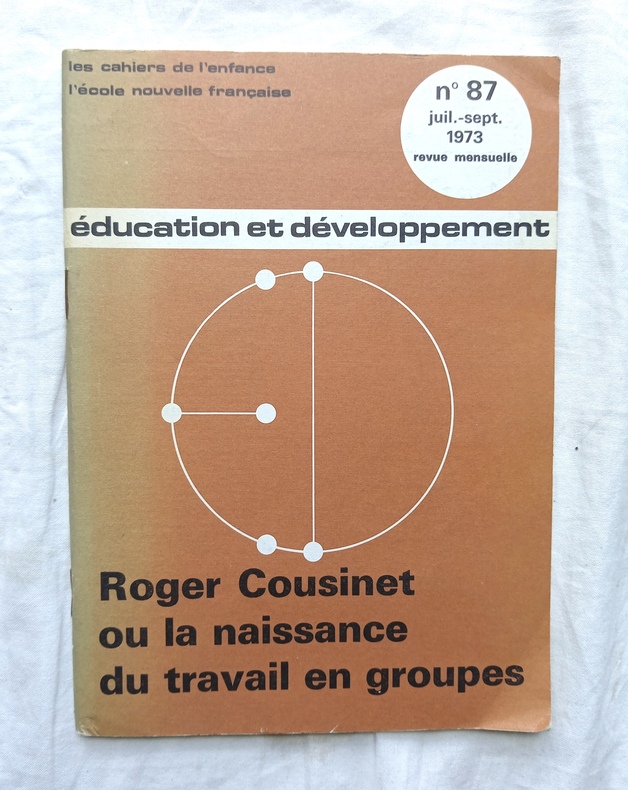 les cahiers de l'enfance
l'école nouvelle française
n° 87
juil.-sept.
1973
revue mensuelle
éducation et développement
Roger Cousinet
ou la naissance
du travail en groupes